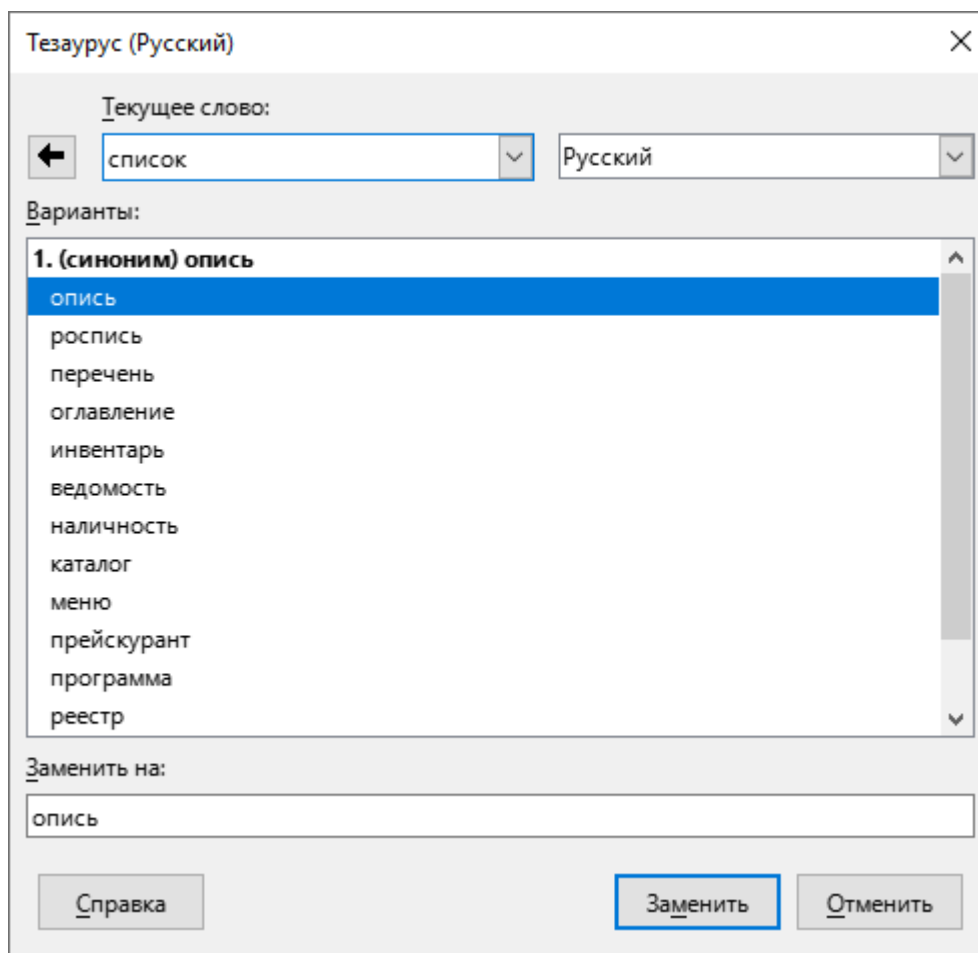 Тезаурус (Русский)
Текущее слово:
список Русский
Варианты:
1. (синоним) опись
опись
роспись
перечень
оглавление
инвентарь
ведомость
наличность
каталог
меню
прейскурант
программа
реестр
Заменить на:
опись
Справка Заменить Отменить